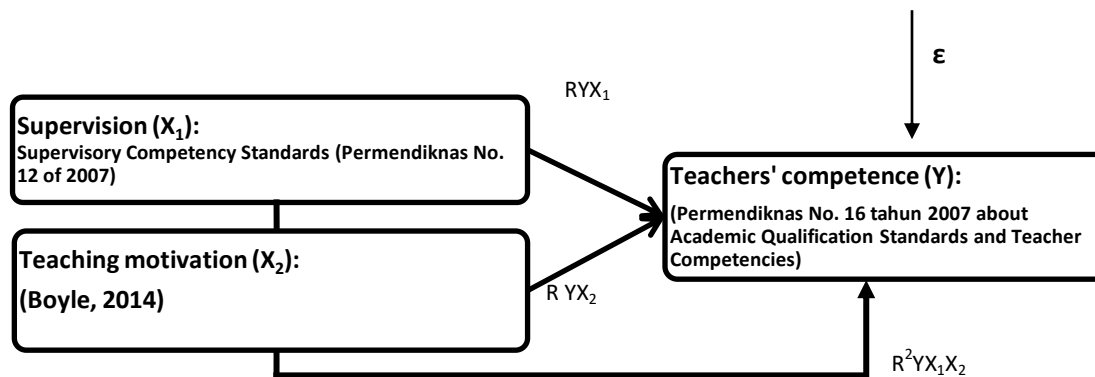 ε
RYX₁
Supervision (X₁):
Supervisory Competency Standards (Permendiknas No.
12 of 2007)
Teachers' competence (Y):
(Permendiknas No. 16 tahun 2007 about
Academic Qualification Standards and Teacher
Competencies)
Teaching motivation (X₂):
(Boyle, 2014)
R YX₂
R²YX₁X₂